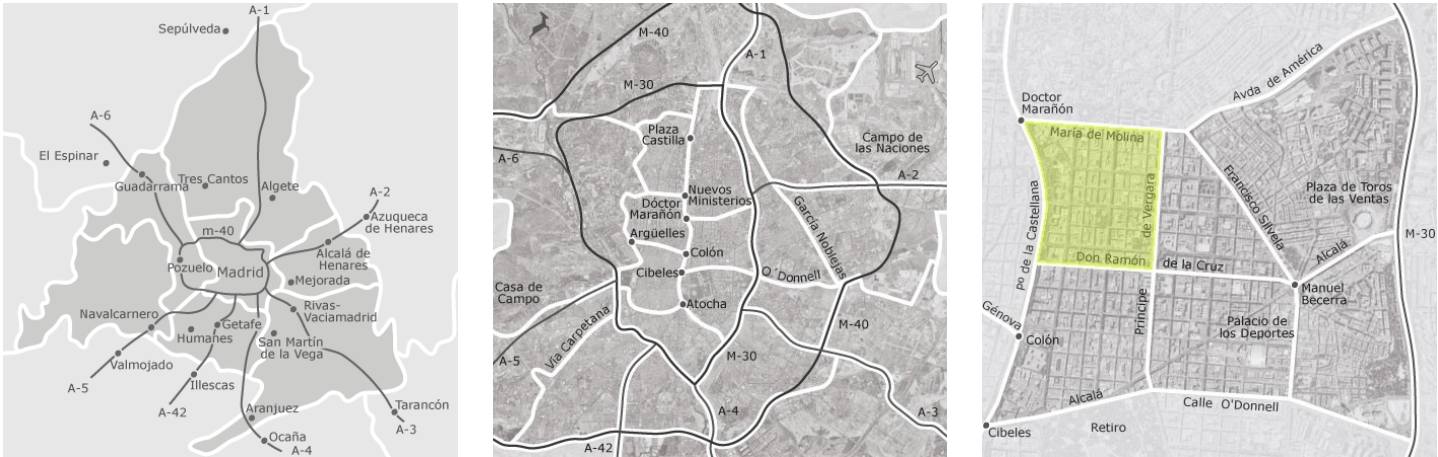 A-1
Sepúlveda
A-6
El Espinar
Guadarrama
Tres Cantos
Algete
A-2
Azuqueca
de Henares
m-40
Alcalá de
Henares
Pozuelo
Madrid
Mejorada
Rivas-
Vaciamadrid
Navalcarnero
Getafe
Humanes
San Martín
de la Vega
Valmojado
Illescas
A-5
A-42
Aranjuez
Tarancón
A-3
Ocaña
A-4
M-40
A-1
M-30
Plaza
Castilla
Campo de
las Naciones
A-6
A-2
Nuevos
Ministerios
Dóctor
Marañón
García Noblejas
Argüelles
Colón
Cibeles
O´Donnell
Casa de
Campo
Atocha
Vía Carpetana
M-40
A-5
M-30
A-4
A-3
A-42
Avda de América
Doctor
Marañón
María de Molina
Francisco Silvela
Plaza de Toros
de las Ventas
po de la Castellana
de Vergara
M-30
Alcalá
Don Ramón de la Cruz
Manuel
Becerra
Príncipe
Génova
Colón
Palacio de
los Deportes
Alcalá
Calle O'Donnell
Cibeles
Retiro